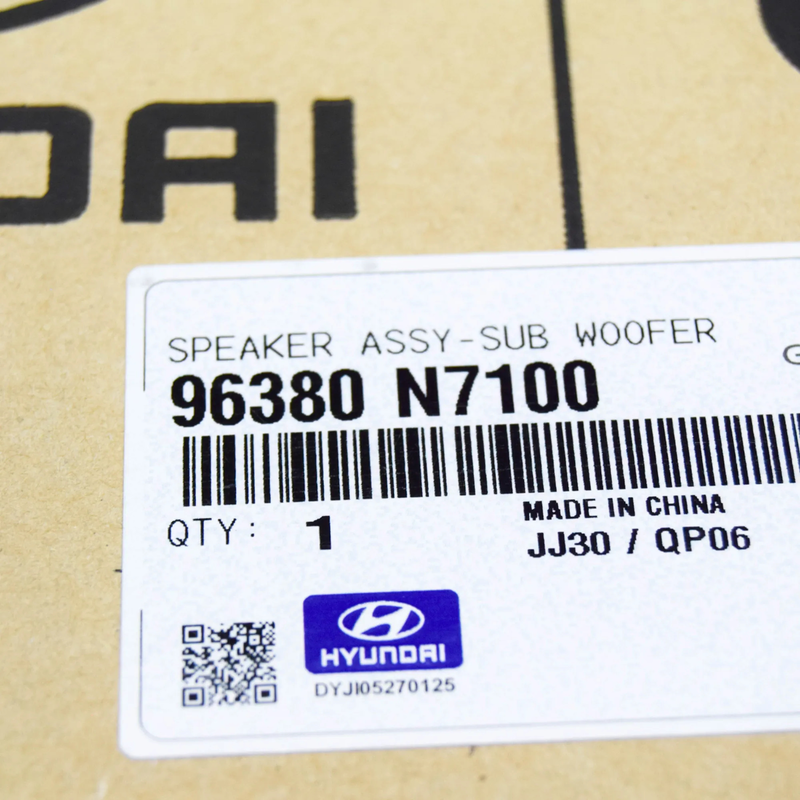 DAI
SPEAKER ASSY-SUB WOOFER
96380 N7100
MADE IN CHINA
QTY: 1
JJ30 / QP06
HYUNDAI
DYJI05270125